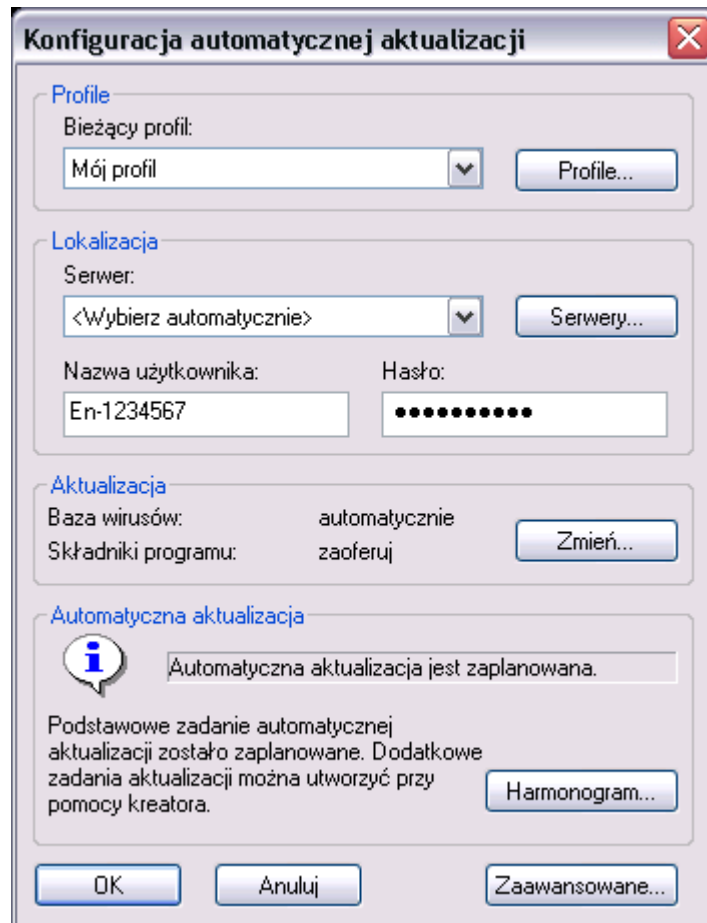 Konfiguracja automatycznej aktualizacji
Profile
Bieżący profil:
Mój profil
Profile...
Lokalizacja
Serwer:
<Wybierz automatycznie>
Serwery...
Nazwa użytkownika: Hasło:
En-1234567 ●●●●●●●●●●
Aktualizacja
Baza wirusów: automatycznie
Składniki programu: zaoferuj
Zmień...
Automatyczna aktualizacja
Automatyczna aktualizacja jest zaplanowana.
Podstawowe zadanie automatycznej
aktualizacji zostało zaplanowane. Dodatkowe
zadania aktualizacji można utworzyć przy
pomocy kreatora.
Harmonogram...
OK Anuluj Zaawansowane...